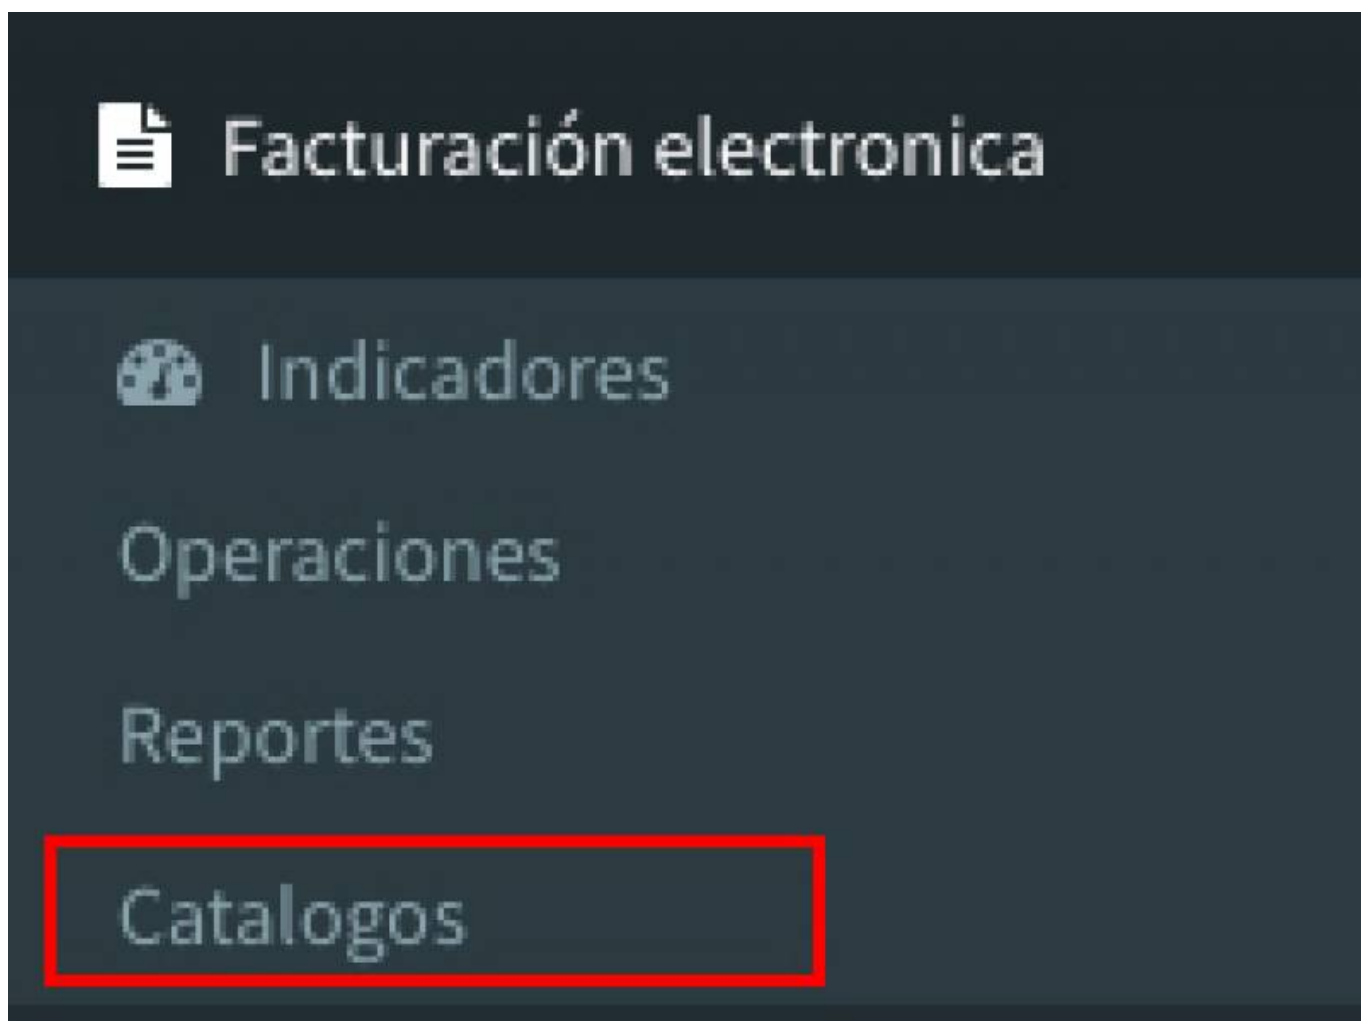 Facturación electronica
Indicadores
Operaciones
Reportes
Catalogos